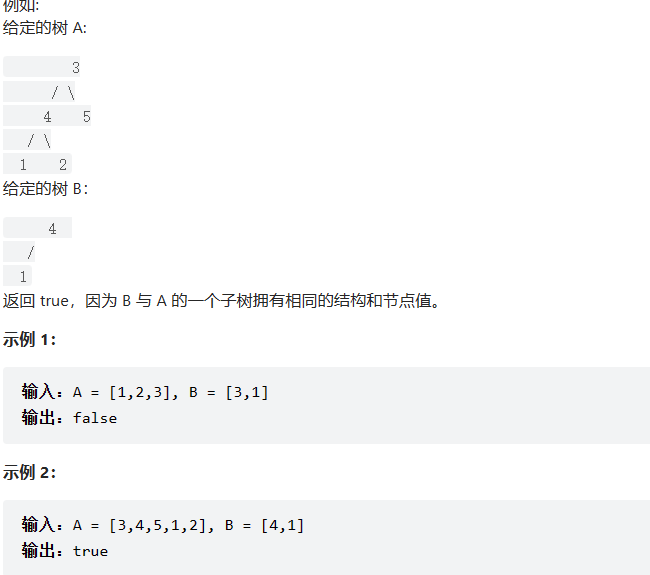 例如:
给定的树 A:
3
/ \
4    5
/ \
1    2
给定的树 B：
4
/
1
返回 true，因为 B 与 A 的一个子树拥有相同的结构和节点值。
示例 1：
输入：A = [1,2,3], B = [3,1]
输出：false
示例 2：
输入：A = [3,4,5,1,2], B = [4,1]
输出：true